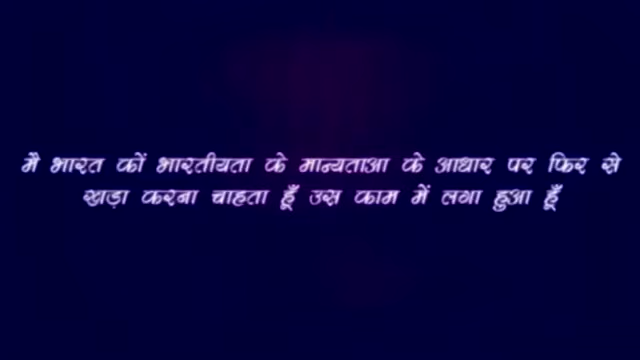 मै भारत कों भारतीयता के मान्यताआ के आधार पर फिर से
खड़ा करना चाहता हूँ उस काम में लगा हुआ हूँ